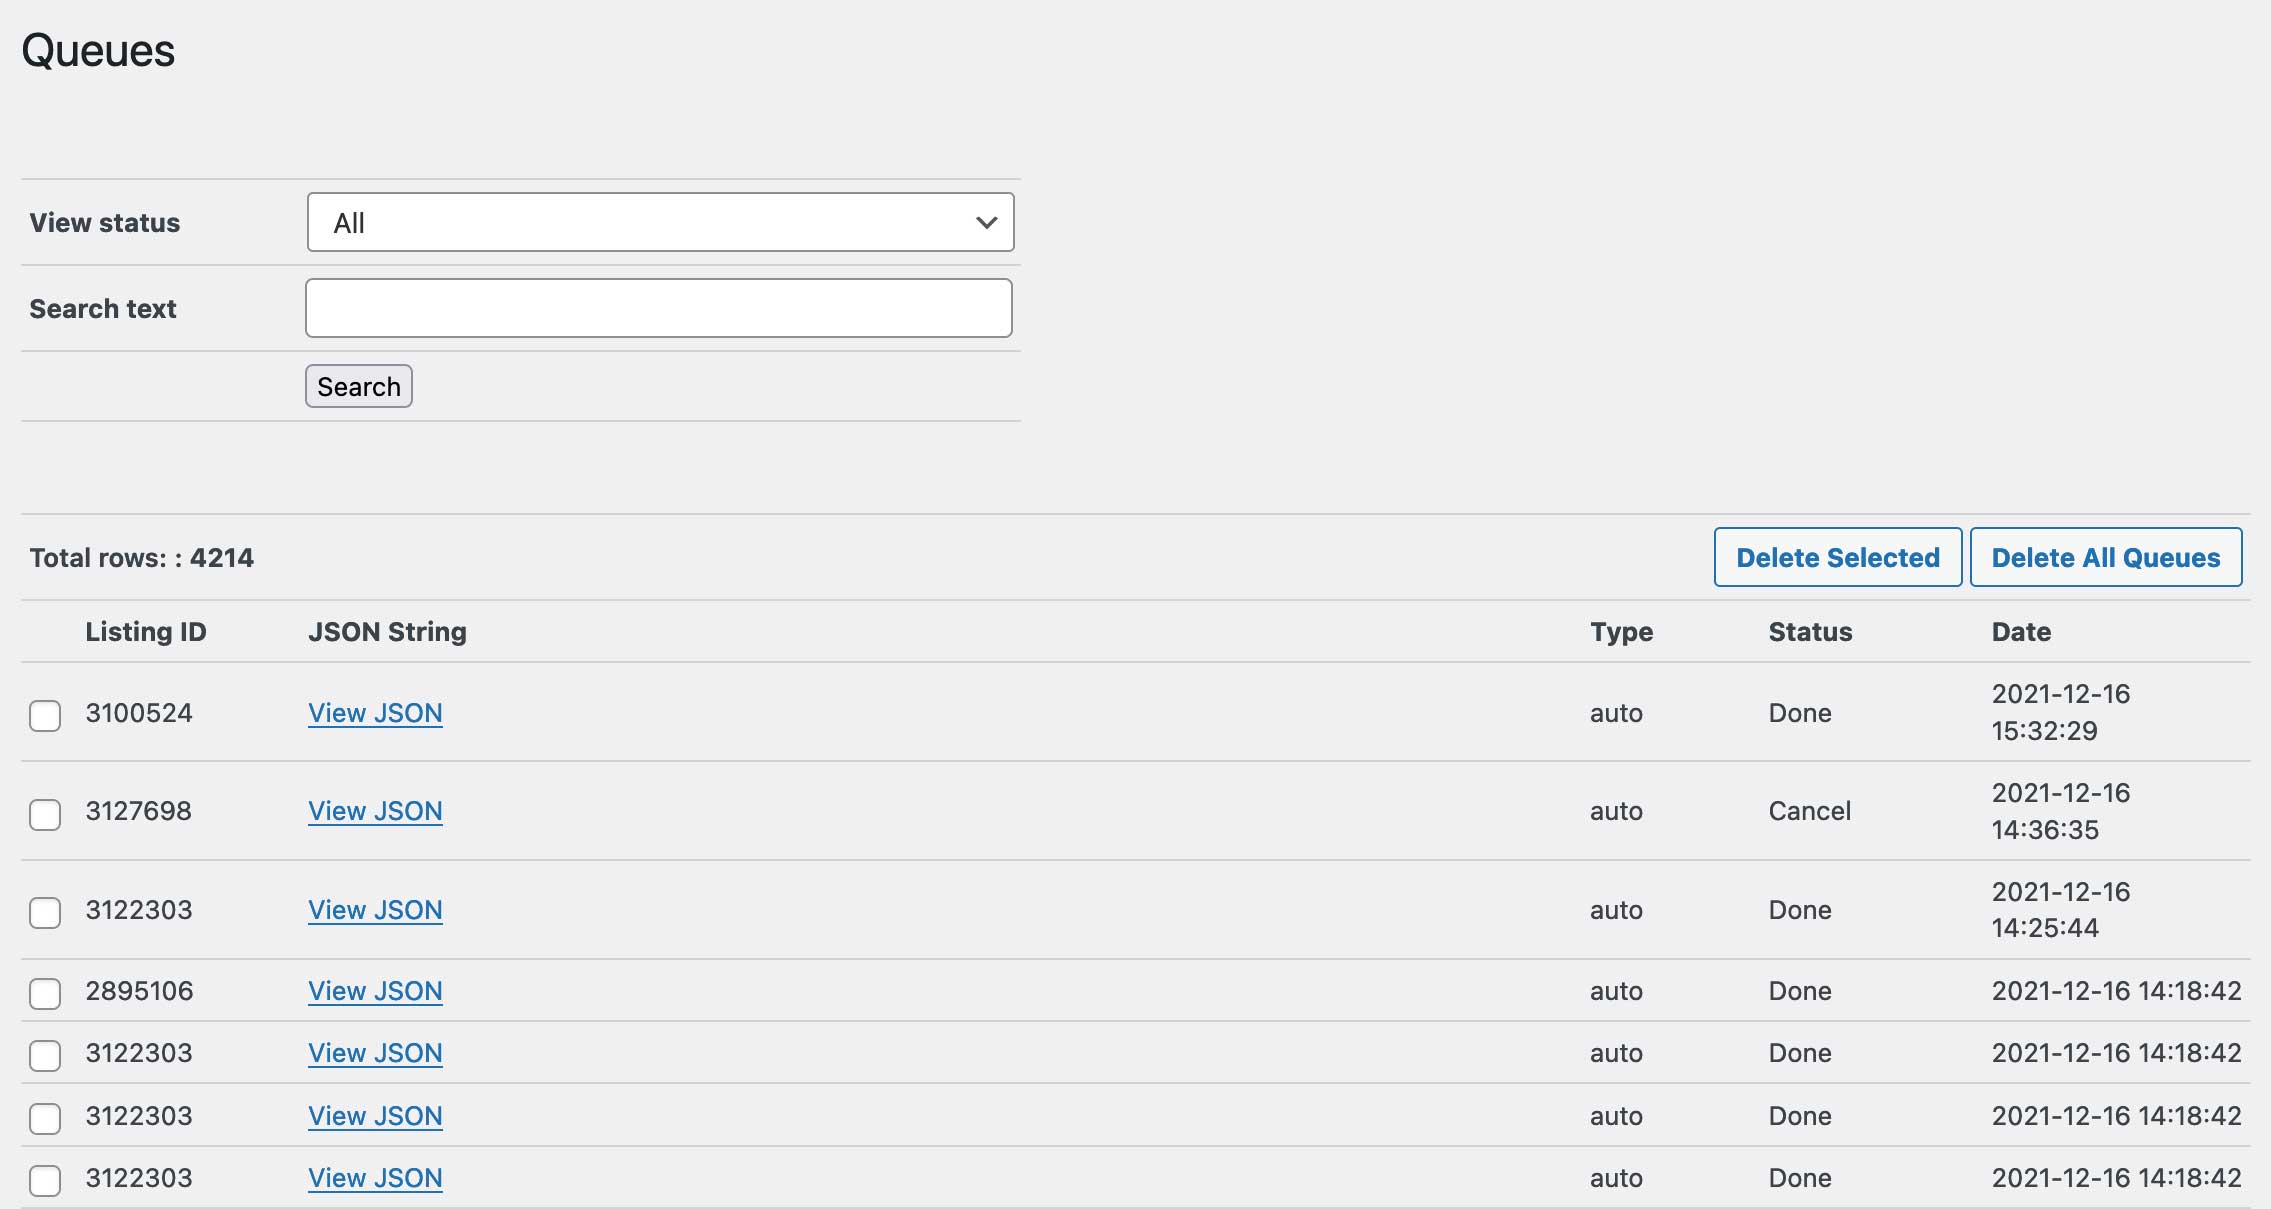 Queues
View status All
Search text
Search
Total rows: : 4214 Delete Selected Delete All Queues
Listing ID JSON String Type Status Date
3100524 View JSON auto Done 2021-12-16 15:32:29
3127698 View JSON auto Cancel 2021-12-16 14:36:35
3122303 View JSON auto Done 2021-12-16 14:25:44
2895106 View JSON auto Done 2021-12-16 14:18:42
3122303 View JSON auto Done 2021-12-16 14:18:42
3122303 View JSON auto Done 2021-12-16 14:18:42
3122303 View JSON auto Done 2021-12-16 14:18:42